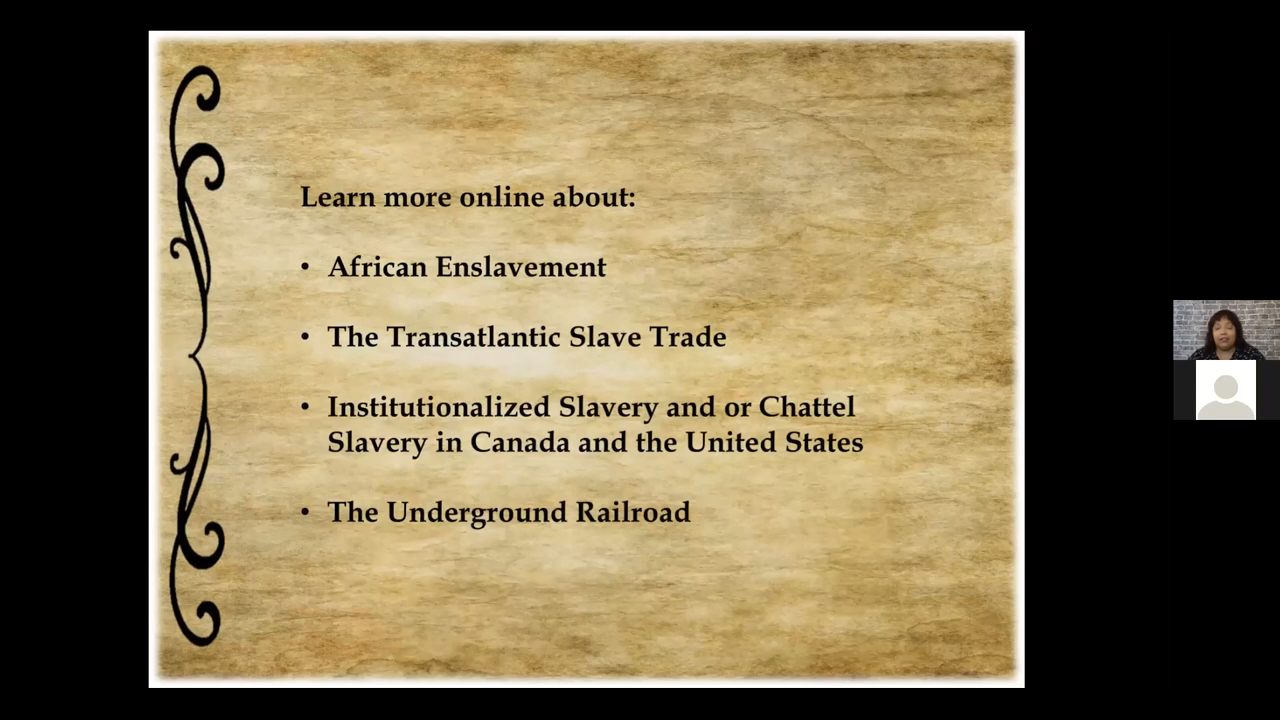 Learn more online about:
• African Enslavement
• The Transatlantic Slave Trade
• Institutionalized Slavery and or Chattel
Slavery in Canada and the United States
• The Underground Railroad